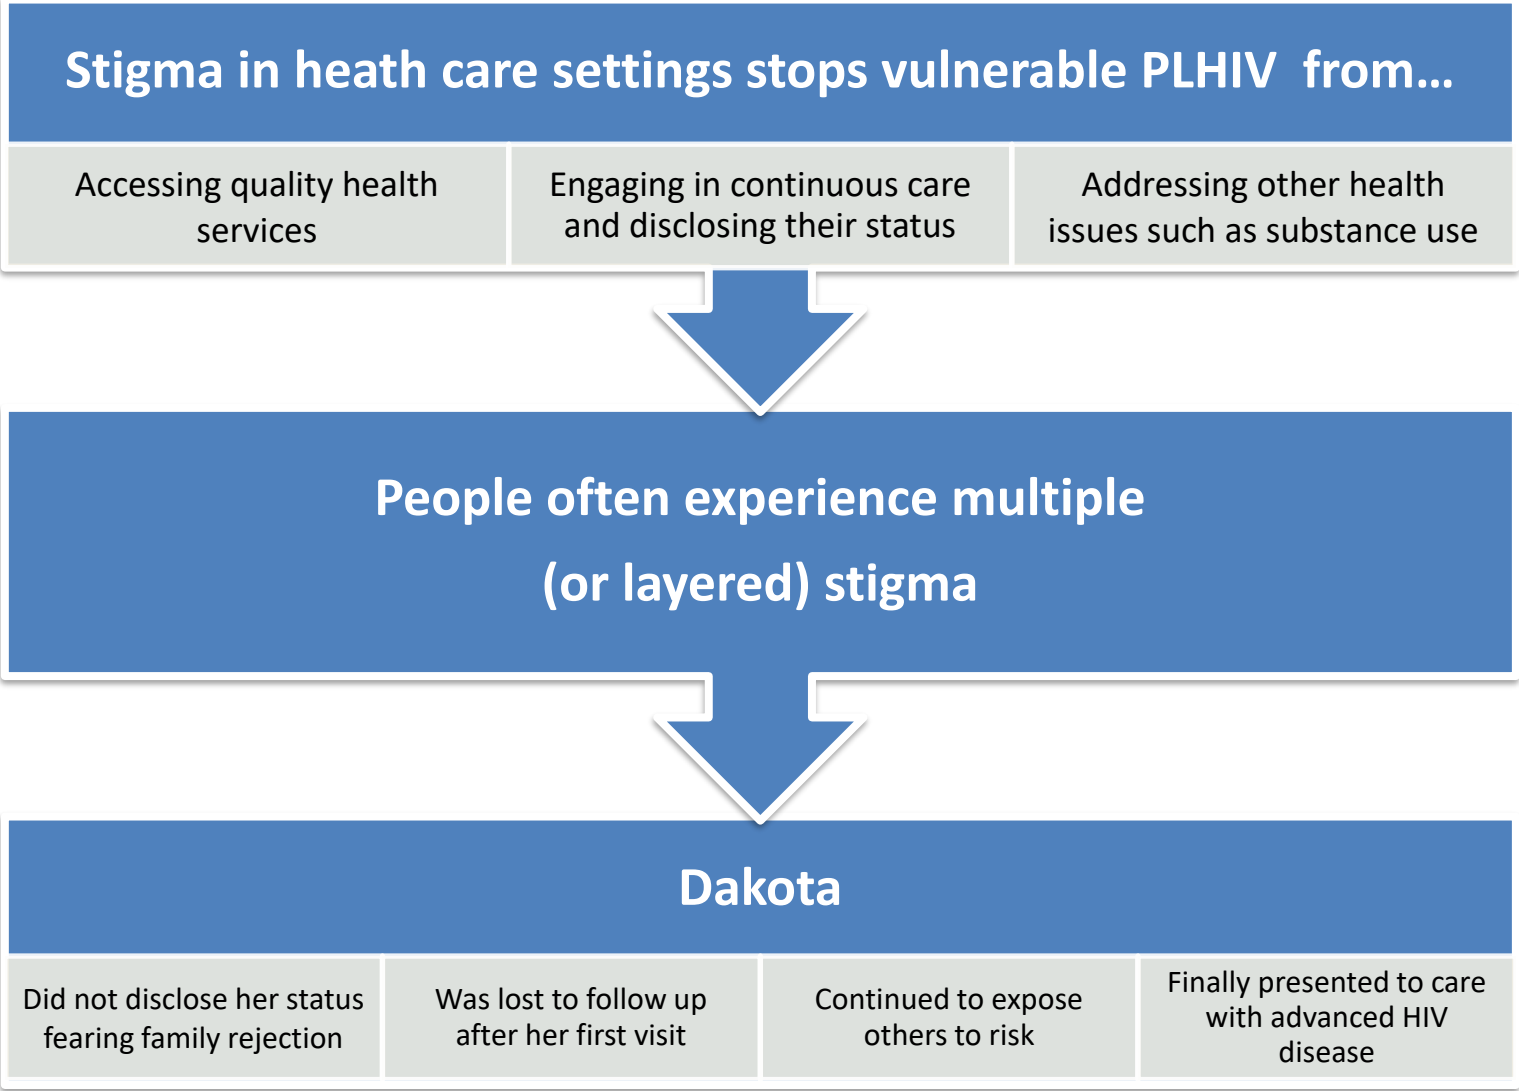 Stigma in heath care settings stops vulnerable PLHIV  from…
Accessing quality health
services
Engaging in continuous care
and disclosing their status
Addressing other health
issues such as substance use
People often experience multiple
(or layered) stigma
Dakota
Did not disclose her status
fearing family rejection
Was lost to follow up
after her first visit
Continued to expose
others to risk
Finally presented to care
with advanced HIV
disease